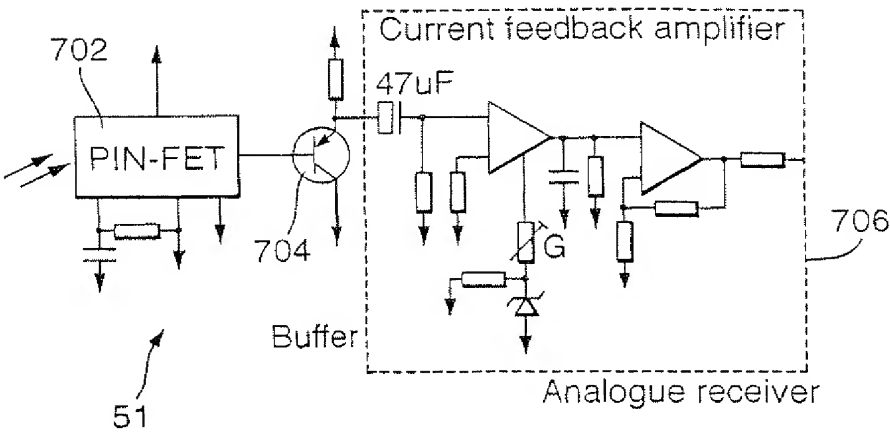 Current feedback amplifier
702
47uF
PIN-FET
704
G
706
Buffer
Analogue receiver
51